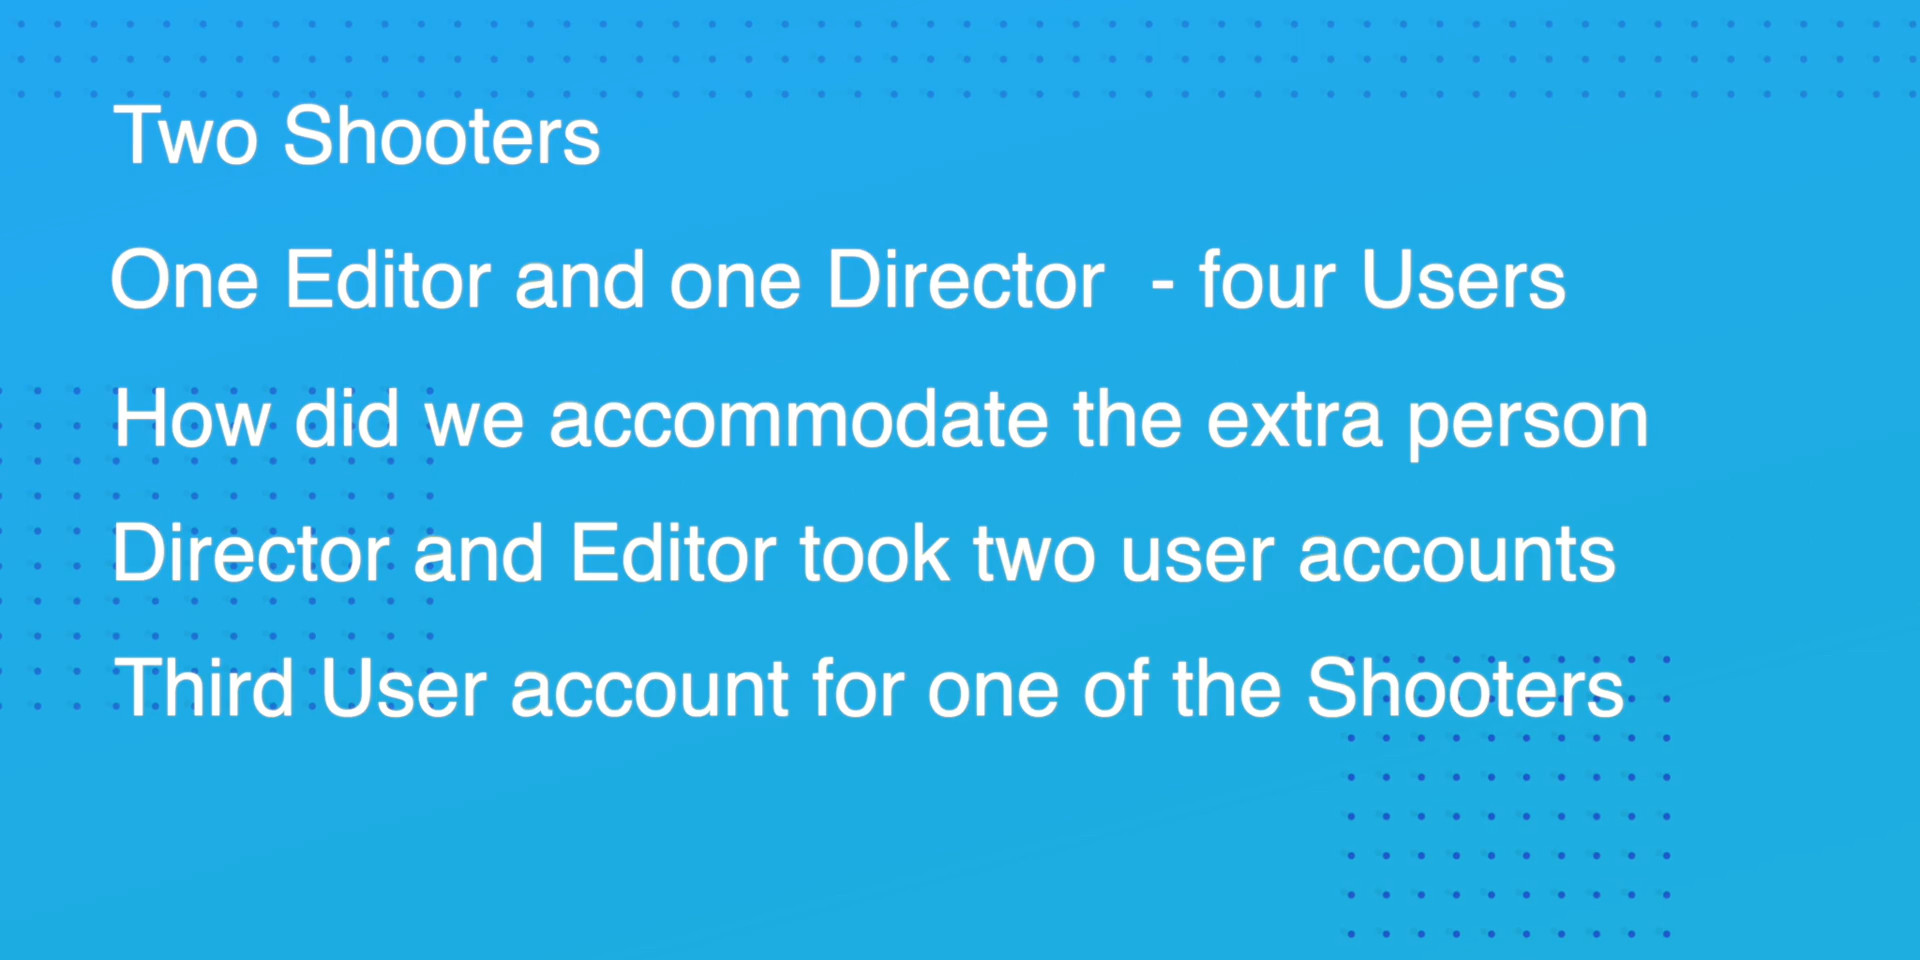 Two Shooters
One Editor and one Director - four Users
How did we accommodate the extra person
Director and Editor took two user accounts
Third User account for one of the Shooters